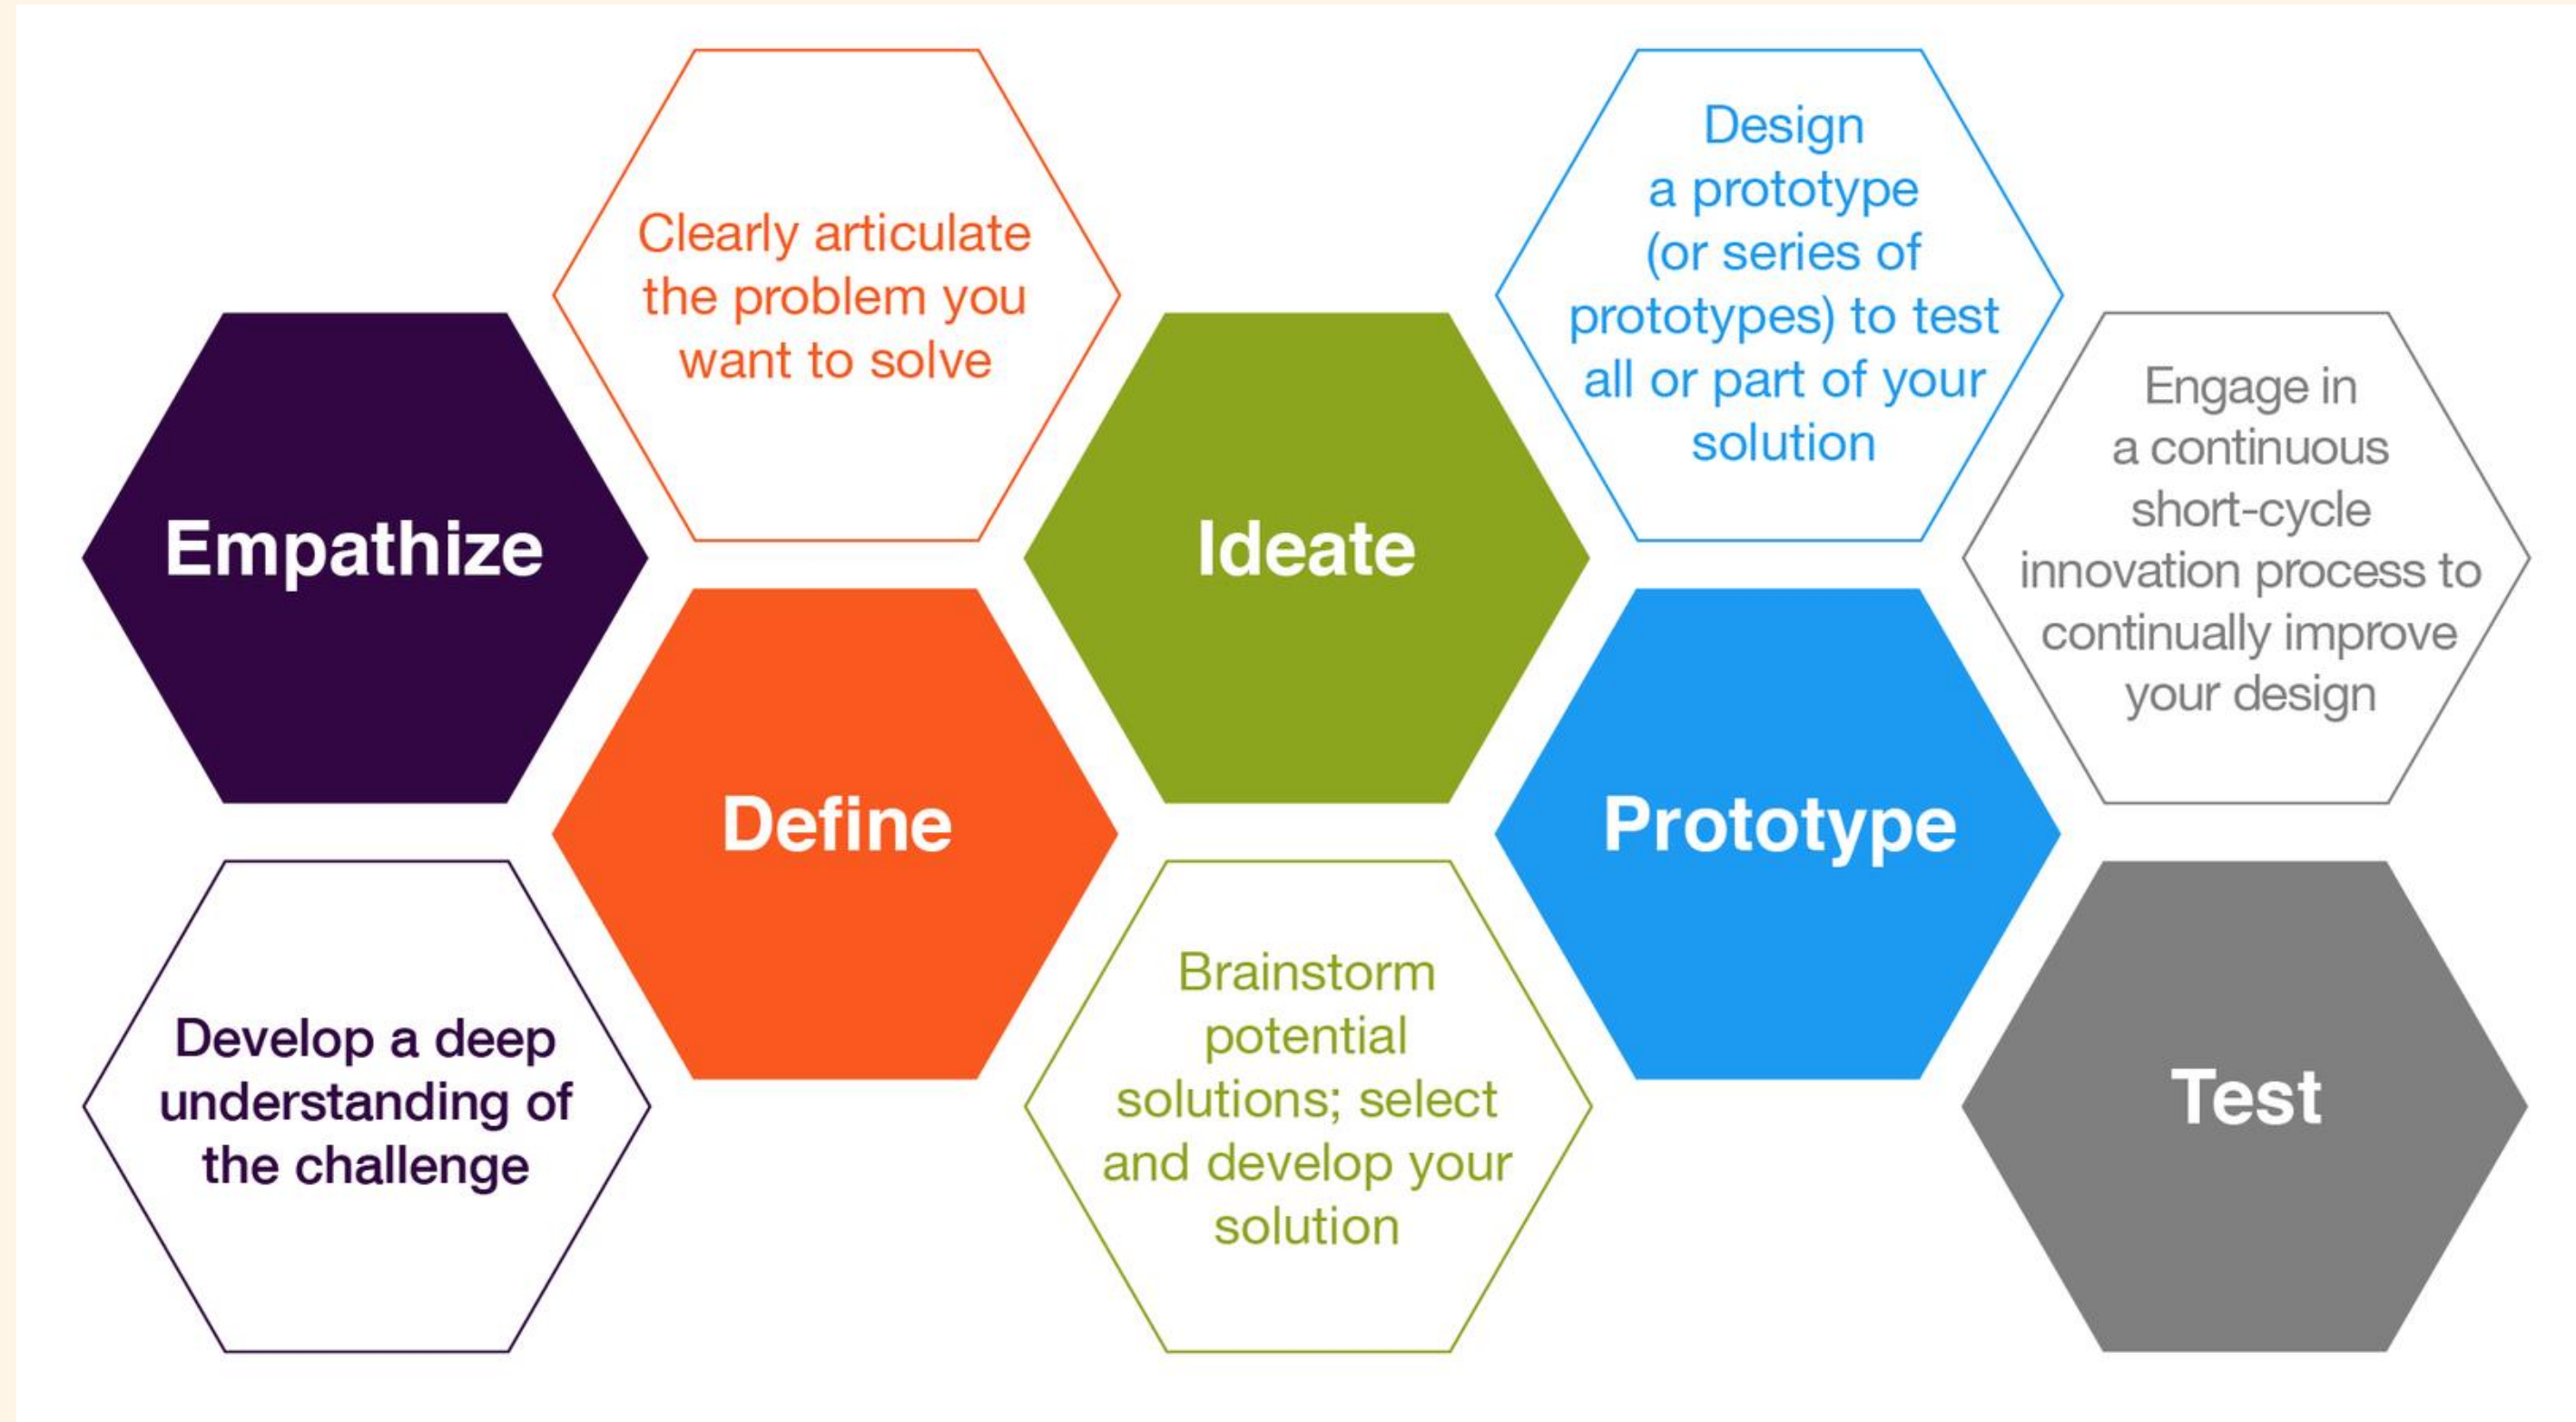 Empathize
Develop a deep
understanding of
the challenge
Clearly articulate
the problem you
want to solve
Define
Ideate
Brainstorm
potential
solutions; select
and develop your
solution
Design
a prototype
(or series of
prototypes) to test
all or part of your
solution
Prototype
Engage in
a continuous
short-cycle
innovation process to
continually improve
your design
Test